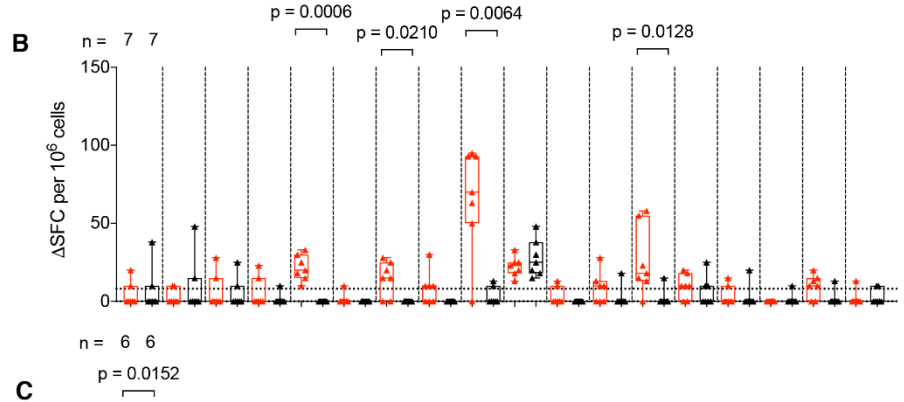 p = 0.0006
p = 0.0064
p = 0.0210
p = 0.0128
B
n = 7 7
150
100
50
0
ΔSFC per 10⁶ cells
n = 6 6
p = 0.0152
C